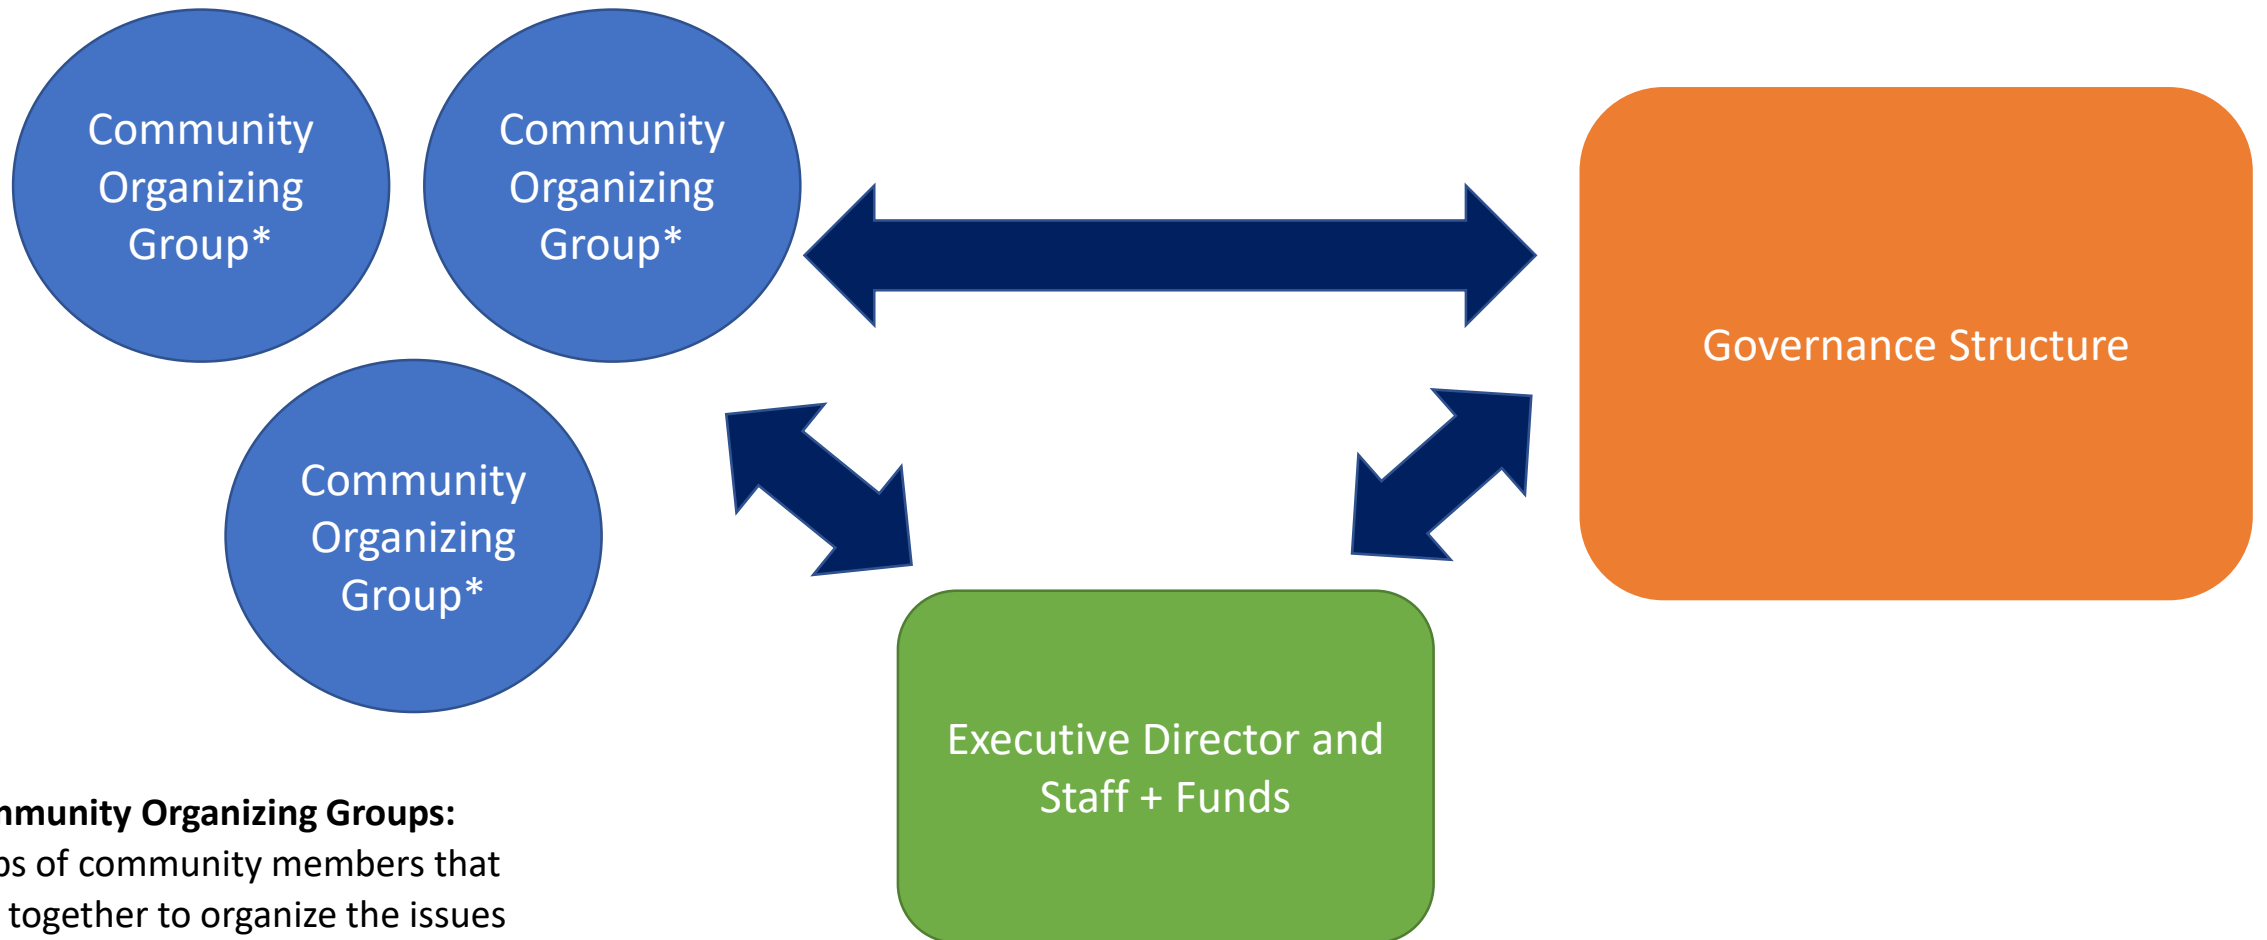 Community
Organizing
Group*
Community
Organizing
Group*
Governance Structure
Community
Organizing
Group*
Executive Director and
Staff + Funds
Organizing Groups:
of community members that
together to organize the issues